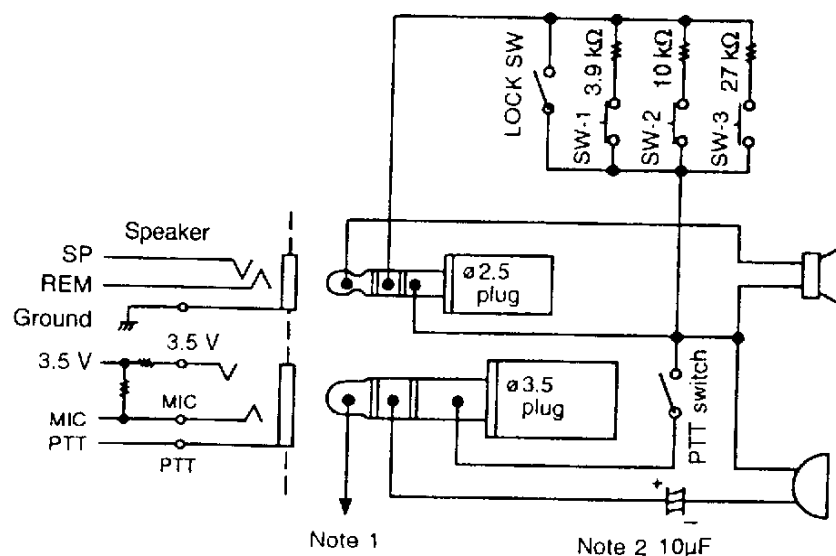 LOCK SW
3.9 kΩ
SW-1
10 kΩ
SW-2
27 kΩ
SW-3
Speaker
SP
REM
Ground
ø2.5
plug
3.5 V
3.5 V
MIC
MIC
PTT
PTT
ø3.5
plug
PTT switch
+
−
Note 1
Note 2 10µF